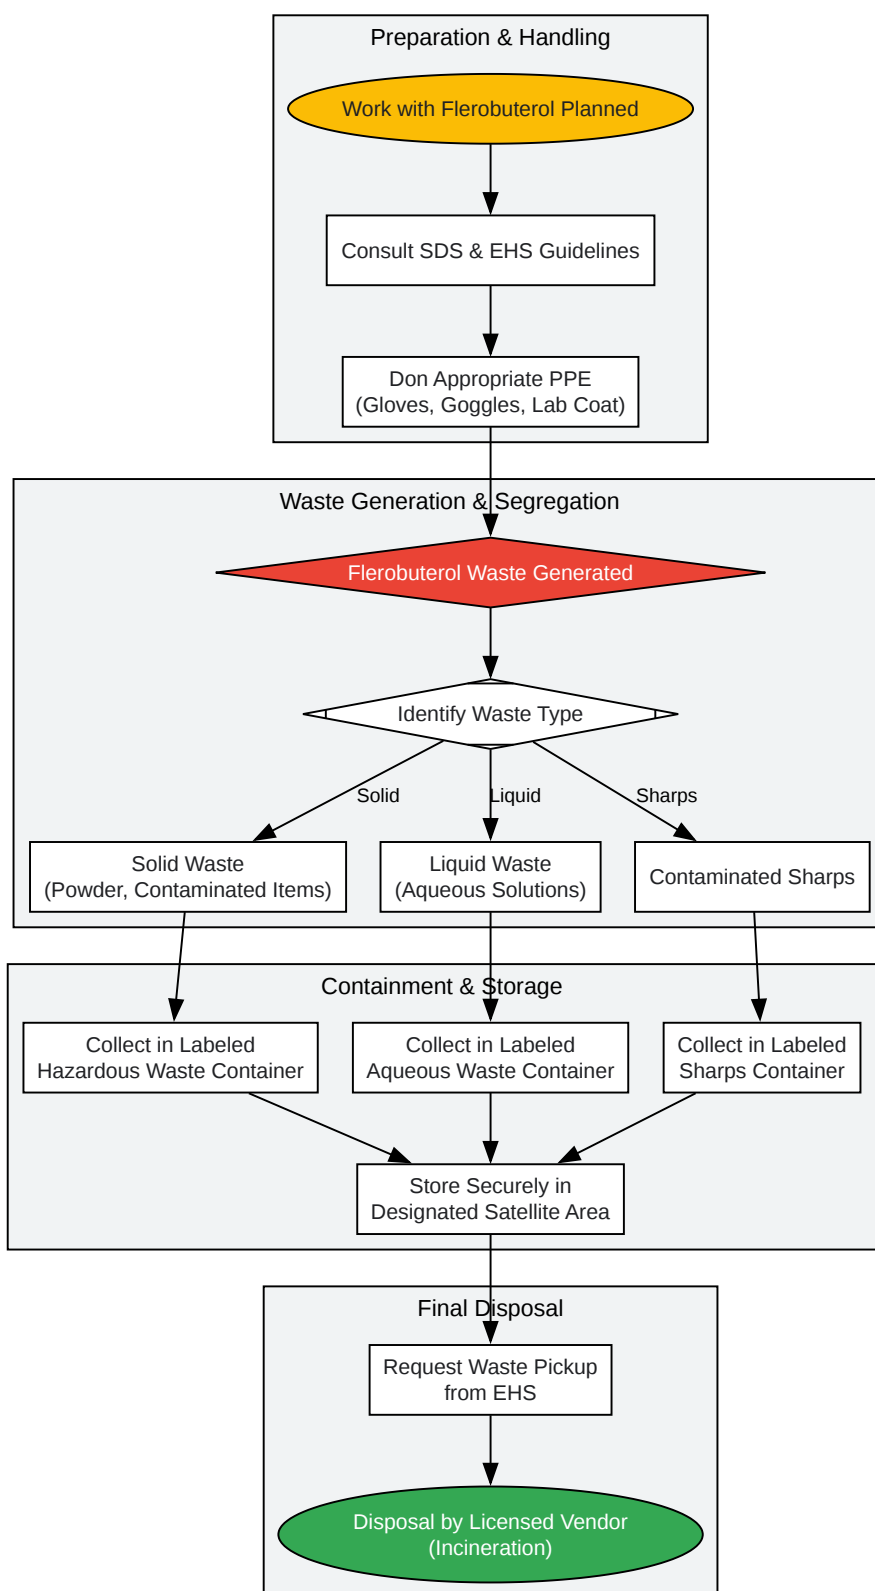 Preparation & Handling
Work with Flerobuterol Planned
Consult SDS & EHS Guidelines
Don Appropriate PPE
(Gloves, Goggles, Lab Coat)
Waste Generation & Segregation
Flerobuterol Waste Generated
Identify Waste Type
Solid
Liquid
Sharps
Solid Waste
(Powder, Contaminated Items)
Liquid Waste
(Aqueous Solutions)
Contaminated Sharps
Containment & Storage
Collect in Labeled
Hazardous Waste Container
Collect in Labeled
Aqueous Waste Container
Collect in Labeled
Sharps Container
Store Securely in
Designated Satellite Area
Final Disposal
Request Waste Pickup
from EHS
Disposal by Licensed Vendor
(Incineration)